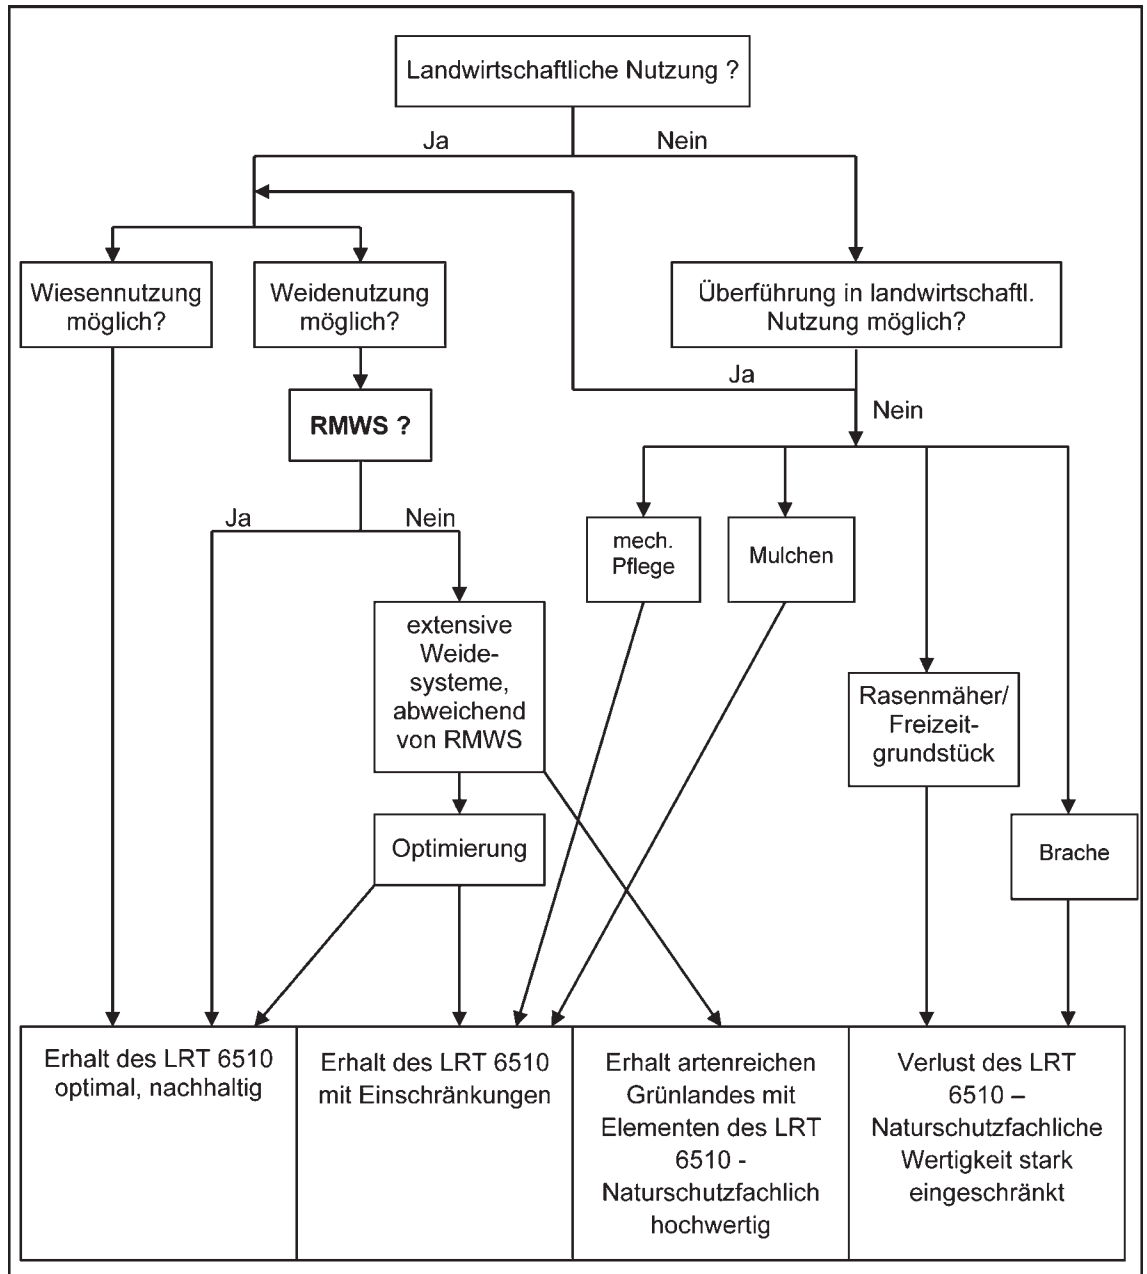 Landwirtschaftliche Nutzung ?
Ja
Nein
Wiesennutzung
möglich?
Weidenutzung
möglich?
Überführung in landwirtschaftl.
Nutzung möglich?
Ja
Nein
RMWS ?
Ja
Nein
mech.
Pflege
Mulchen
extensive
Weide-
systeme,
abweichend
von RMWS
Rasenmäher/
Freizeit-
grundstück
Optimierung
Brache
Erhalt des LRT 6510
optimal, nachhaltig
Erhalt des LRT 6510
mit Einschränkungen
Erhalt artenreichen
Grünlandes mit
Elementen des LRT
6510 -
Naturschutzfachlich
hochwertig
Verlust des LRT
6510 –
Naturschutzfachliche
Wertigkeit stark
eingeschränkt